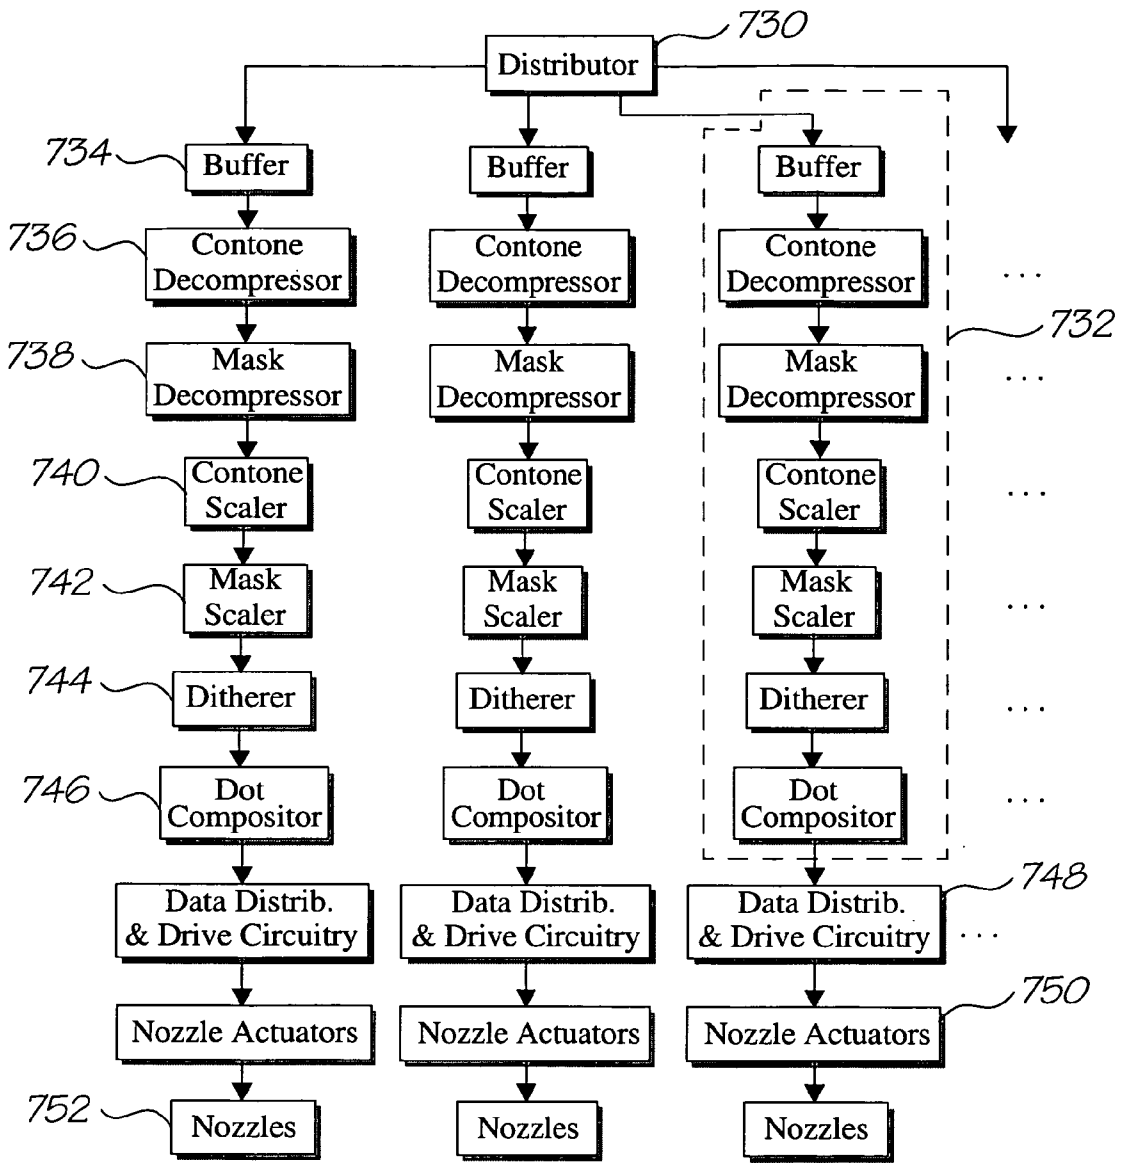 730
Distributor
734
Buffer
Buffer
Buffer
736
Contone
Decompressor
Contone
Decompressor
Contone
Decompressor
. . .
732
738
Mask
Decompressor
Mask
Decompressor
Mask
Decompressor
. . .
740
Contone
Scaler
Contone
Scaler
Contone
Scaler
. . .
742
Mask
Scaler
Mask
Scaler
Mask
Scaler
. . .
744
Ditherer
Ditherer
Ditherer
. . .
746
Dot
Compositor
Dot
Compositor
Dot
Compositor
. . .
748
Data Distrib.
& Drive Circuitry
Data Distrib.
& Drive Circuitry
Data Distrib.
& Drive Circuitry
. . .
750
Nozzle Actuators
Nozzle Actuators
Nozzle Actuators
752
Nozzles
Nozzles
Nozzles